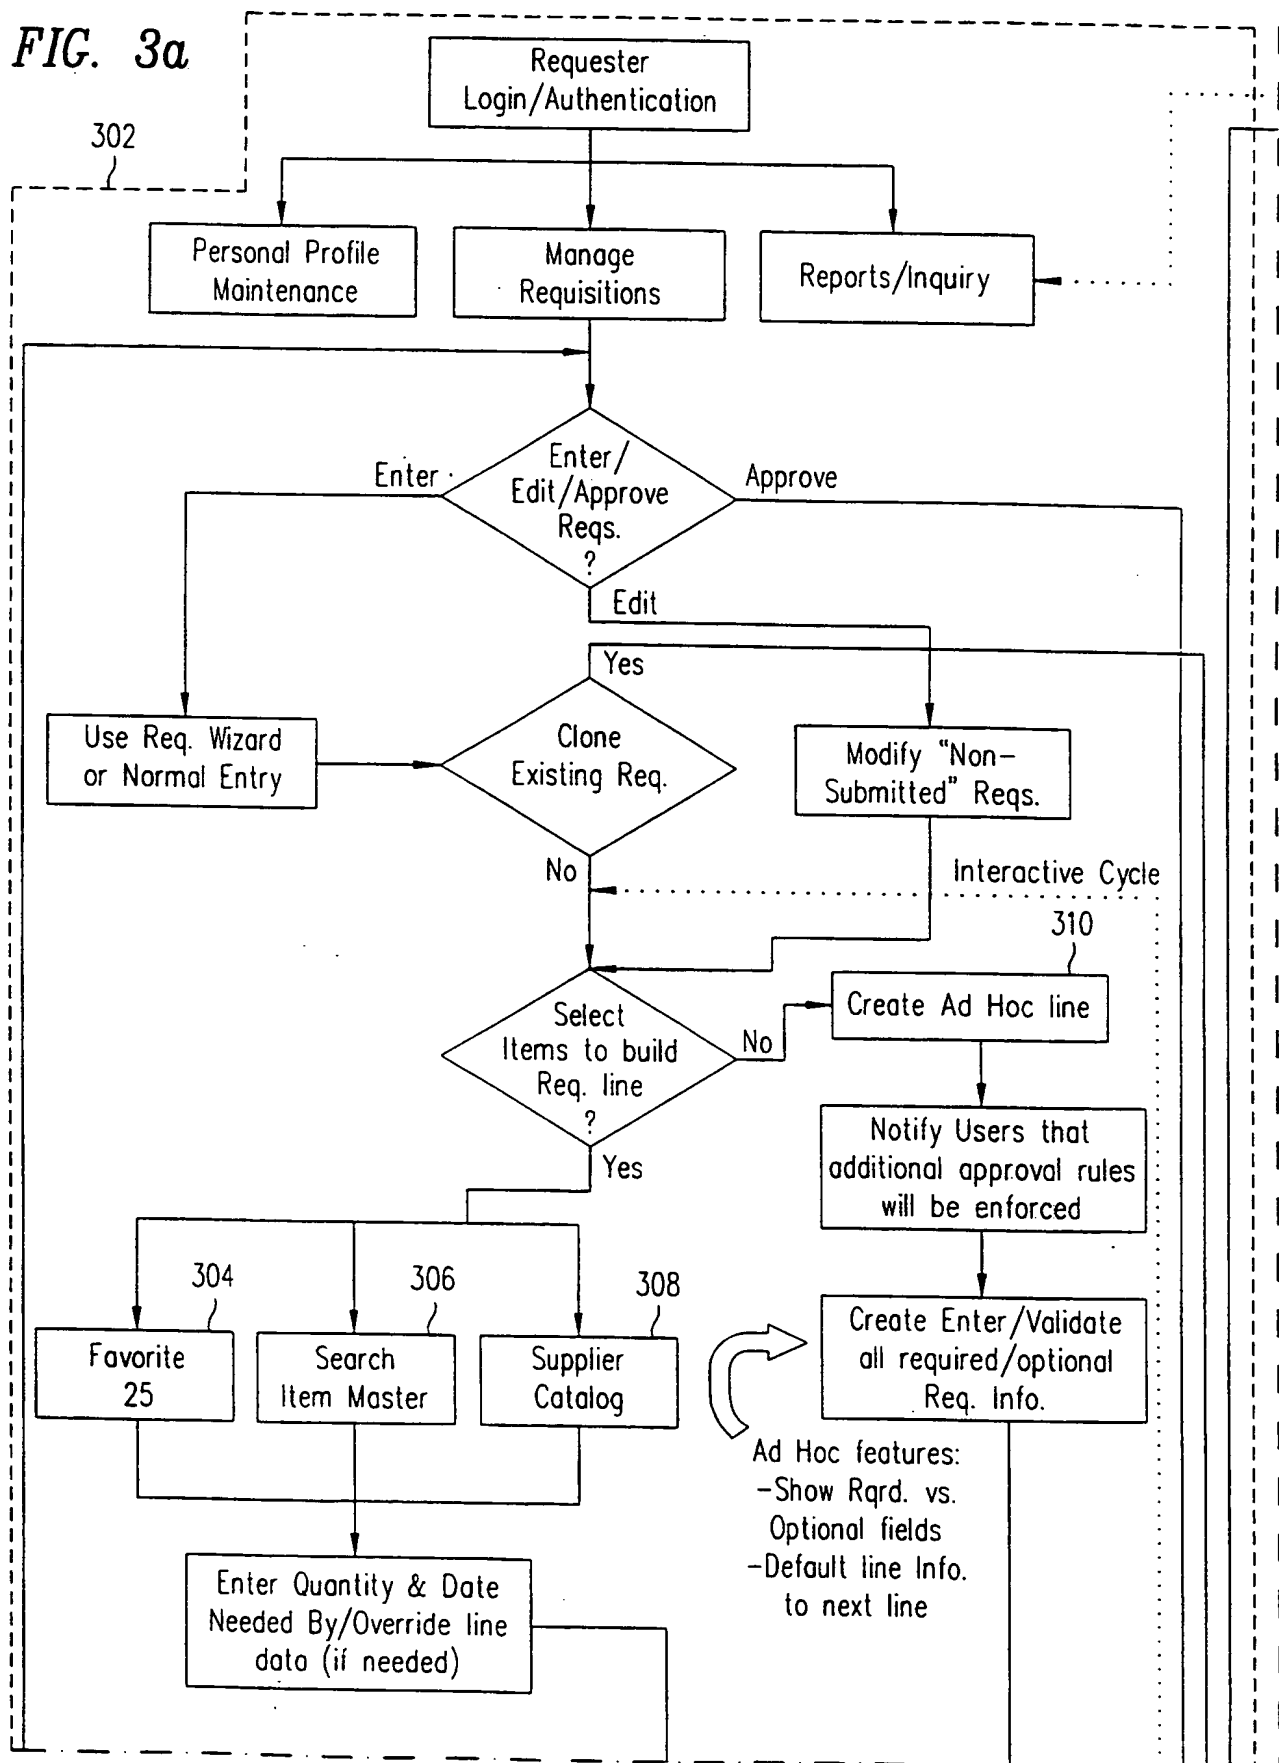 FIG. 3a
Requester
Login/Authentication
302
Personal Profile
Maintenance
Manage
Requisitions
Reports/Inquiry
Enter
Enter/
Edit/Approve
Reqs.
?
Approve
Edit
Yes
Use Req. Wizard
or Normal Entry
Clone
Existing Req.
Modify "Non-
Submitted" Reqs.
No
Interactive Cycle
310
Select
Items to build
Req. line
?
No
Create Ad Hoc line
Yes
Notify Users that
additional approval rules
will be enforced
304
306
308
Favorite
25
Search
Item Master
Supplier
Catalog
Create Enter/Validate
all required/optional
Req. Info.
Ad Hoc features:
-Show Rqrd. vs.
Optional fields
-Default line Info.
to next line
Enter Quantity & Date
Needed By/Override line
data (if needed)